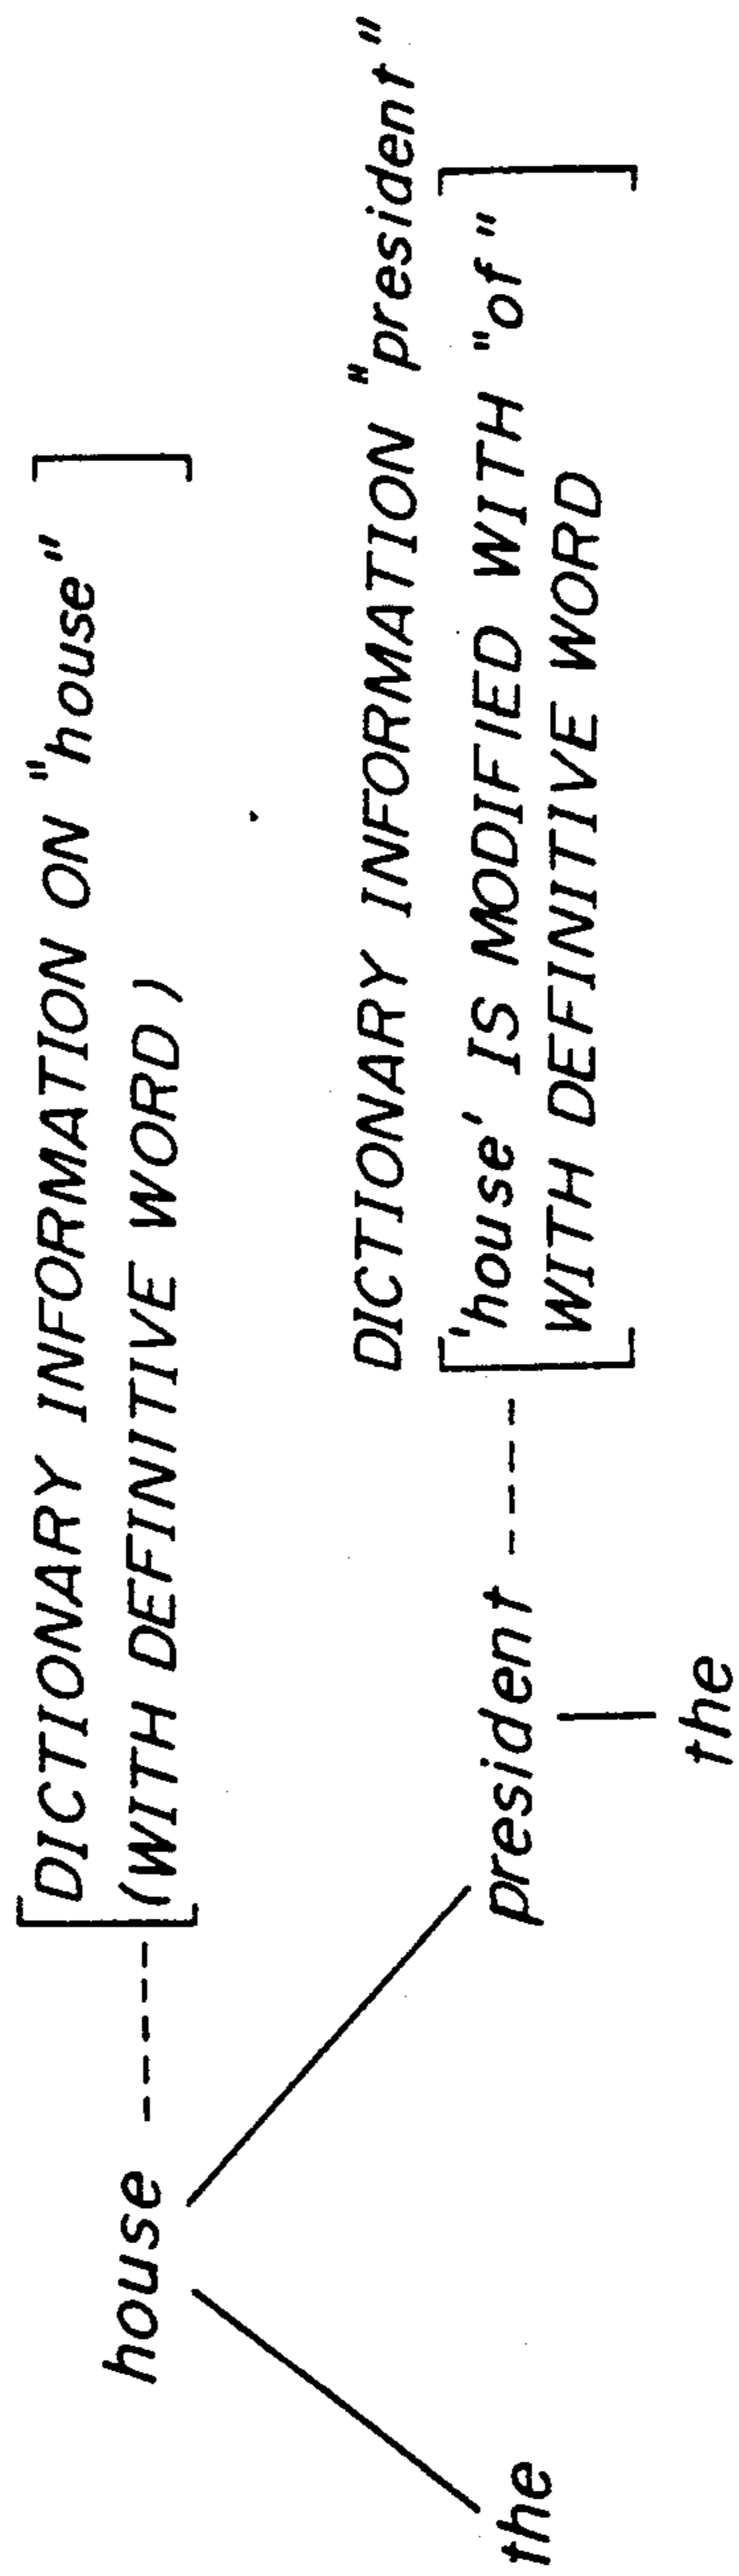 house ----- [DICTIONARY INFORMATION ON "house"
(WITH DEFINITIVE WORD)]
DICTIONARY INFORMATION "president"
the
president ---- ['house' IS MODIFIED WITH "of"
WITH DEFINITIVE WORD]
the